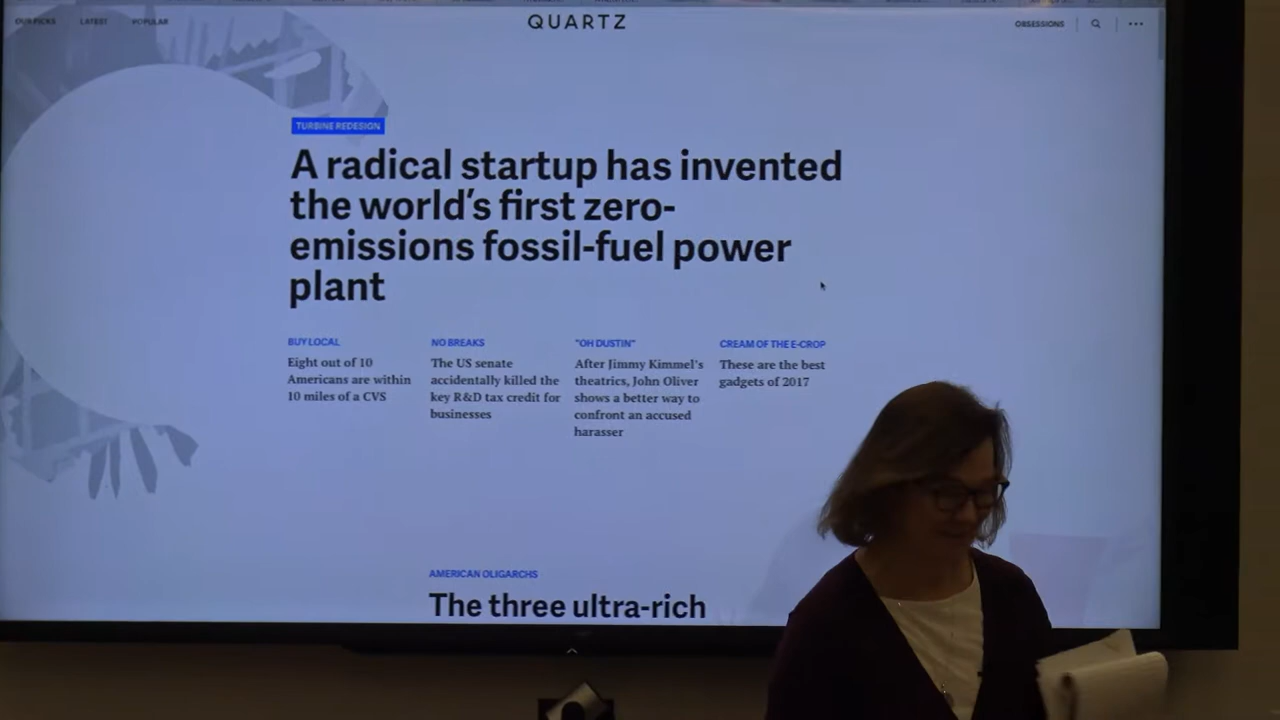 OUR PICKS LATEST POPULAR QUARTZ OBSESSIONS
TURBINE REDESIGN
A radical startup has invented
the world's first zero-
emissions fossil-fuel power
plant
BUY LOCAL
Eight out of 10
Americans are within
10 miles of a CVS
NO BREAKS
The US senate
accidentally killed the
key R&D tax credit for
businesses
"OH DUSTIN"
After Jimmy Kimmel's
theatrics, John Oliver
shows a better way to
confront an accused
harasser
CREAM OF THE E-CROP
These are the best
gadgets of 2017
AMERICAN OLIGARCHS
The three ultra-rich